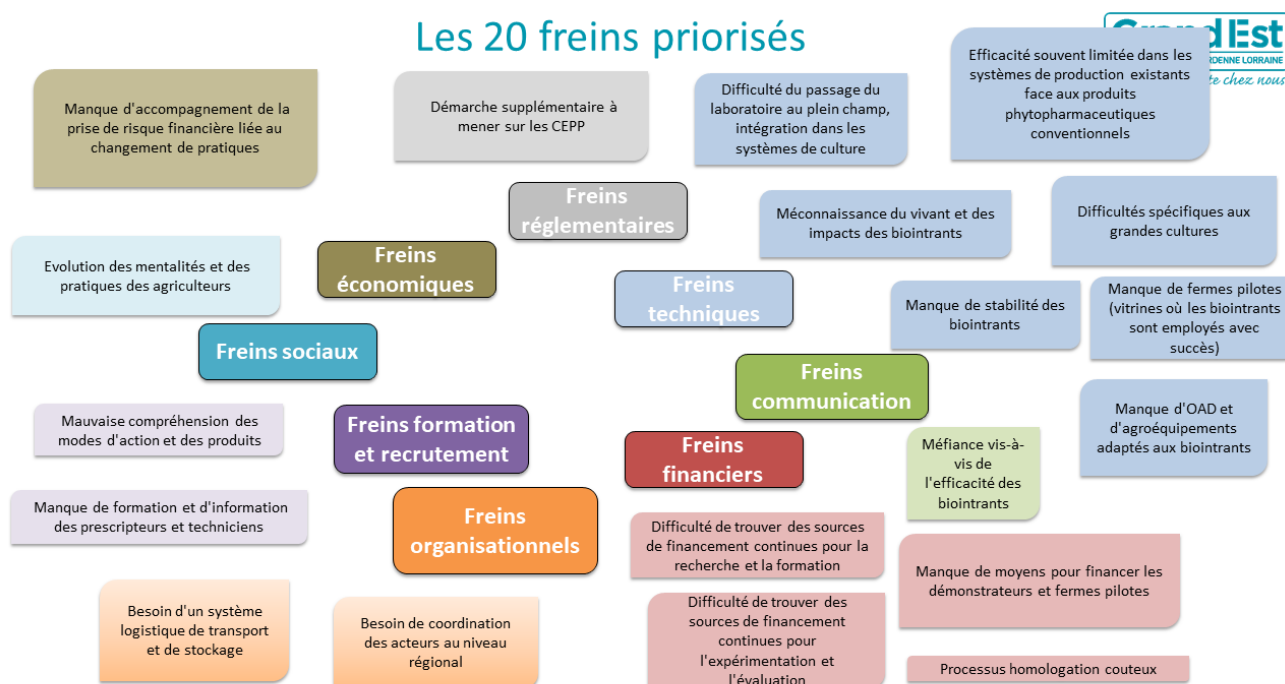 Les 20 freins priorisés
Grand Est
ARDENNE LORRAINE
chez nous
Manque d'accompagnement de la
prise de risque financière liée au
changement de pratiques
Démarche supplémentaire à
mener sur les CEPP
Difficulté du passage du
laboratoire au plein champ,
intégration dans les
systèmes de culture
Efficacité souvent limitée dans les
systèmes de production existants
face aux produits
phytopharmaceutiques
conventionnels
Freins
réglementaires
Méconnaissance du vivant et des
impacts des biointrants
Difficultés spécifiques aux
grandes cultures
Evolution des mentalités et des
pratiques des agriculteurs
Freins
économiques
Freins
techniques
Manque de stabilité des
biointrants
Manque de fermes pilotes
(vitrines où les biointrants
sont employés avec
succès)
Freins sociaux
Freins
communication
Mauvaise compréhension des
modes d'action et des produits
Freins formation
et recrutement
Freins
financiers
Méfiance vis-à-
vis de
l'efficacité des
biointrants
Manque d'OAD et
d'agroéquipements
adaptés aux biointrants
Manque de formation et d'information
des prescripteurs et techniciens
Freins
organisationnels
Difficulté de trouver des sources
de financement continues pour la
recherche et la formation
Manque de moyens pour financer les
démonstrateurs et fermes pilotes
Besoin d'un système
logistique de transport
et de stockage
Besoin de coordination
des acteurs au niveau
régional
Difficulté de trouver des
sources de financement
continues pour
l'expérimentation et
l'évaluation
Processus homologation couteux